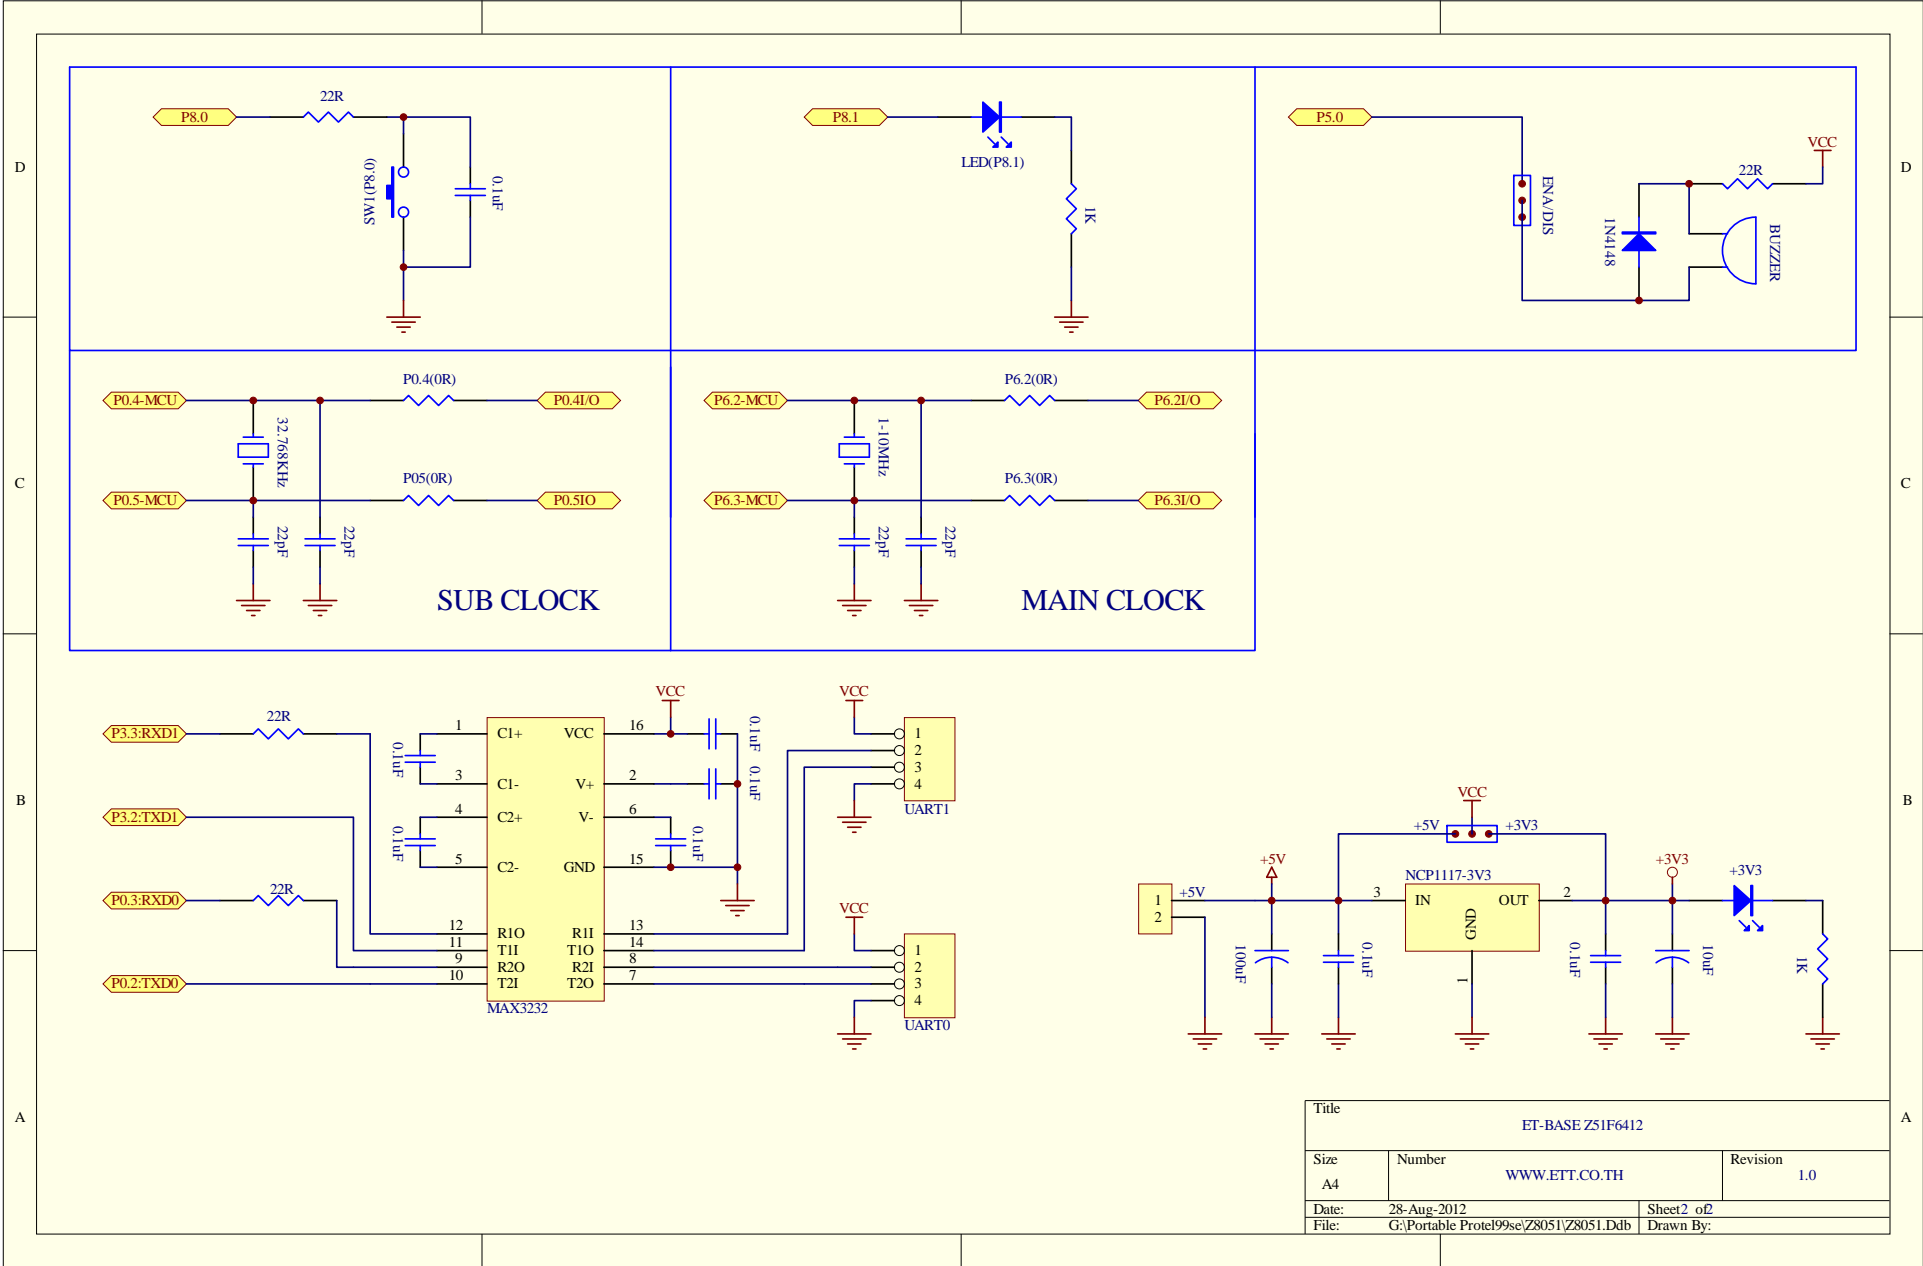 P8.0
22R
SW1(P8.0)
0.1uF
P8.1
LED(P8.1)
1K
P5.0
ENA/DIS
VCC
22R
1N4148
BUZZER
D
D
P0.4-MCU
P0.4(0R)
P0.4I/O
32.768KHz
P0.5-MCU
P05(0R)
P0.5IO
22pF
22pF
SUB CLOCK
P6.2-MCU
P6.2(0R)
P6.2I/O
1-10MHz
P6.3-MCU
P6.3(0R)
P6.3I/O
22pF
22pF
MAIN CLOCK
C
C
P3.3:RXD1
22R
P3.2:TXD1
P0.3:RXD0
22R
P0.2:TXD0
0.1uF
0.1uF
1
3
4
5
12
11
9
10
C1+
C1-
C2+
C2-
R1O
T1I
R2O
T2I
VCC
V+
V-
GND
R1I
T1O
R2I
T2O
16
2
6
15
13
14
8
7
MAX3232
VCC
0.1uF
0.1uF
0.1uF
VCC
1
2
3
4
UART1
VCC
1
2
3
4
UART0
B
B
VCC
+5V
+3V3
1
2
+5V
+5V
100uF
0.1uF
NCP1117-3V3
3
IN
OUT
2
GND
1
0.1uF
+3V3
10uF
+3V3
1K
A
A
Title
ET-BASE Z51F6412
Size
A4
Number
WWW.ETT.CO.TH
Revision
1.0
Date:
28-Aug-2012
Sheet2 of2
File:
G:\Portable Protel99se\Z8051\Z8051.Ddb
Drawn By: